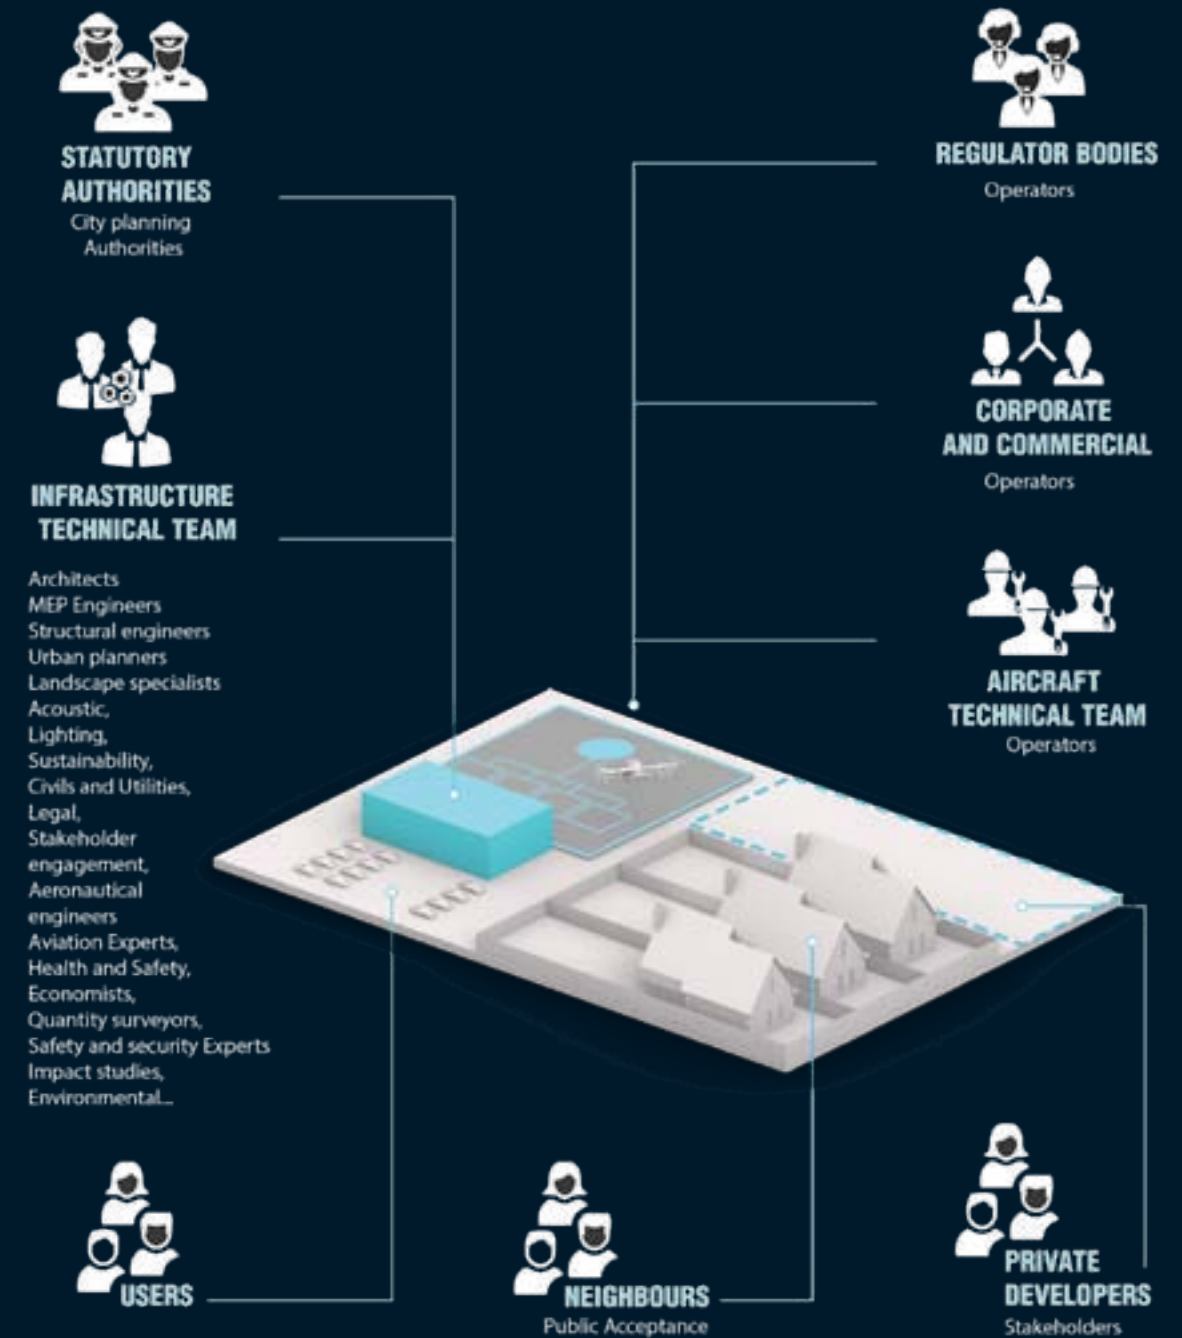 STATUTORY
AUTHORITIES
City planning
Authorities
INFRASTRUCTURE
TECHNICAL TEAM
Architects
MEP Engineers
Structural engineers
Urban planners
Landscape specialists
Acoustic,
Lighting,
Sustainability,
Civils and Utilities,
Legal,
Stakeholder
engagement,
Aeronautical
engineers
Aviation Experts,
Health and Safety,
Economists,
Quantity surveyors,
Safety and security Experts
Impact studies,
Environmental...
REGULATOR BODIES
Operators
CORPORATE
AND COMMERCIAL
Operators
AIRCRAFT
TECHNICAL TEAM
Operators
USERS
NEIGHBOURS
Public Acceptance
PRIVATE
DEVELOPERS
Stakeholders